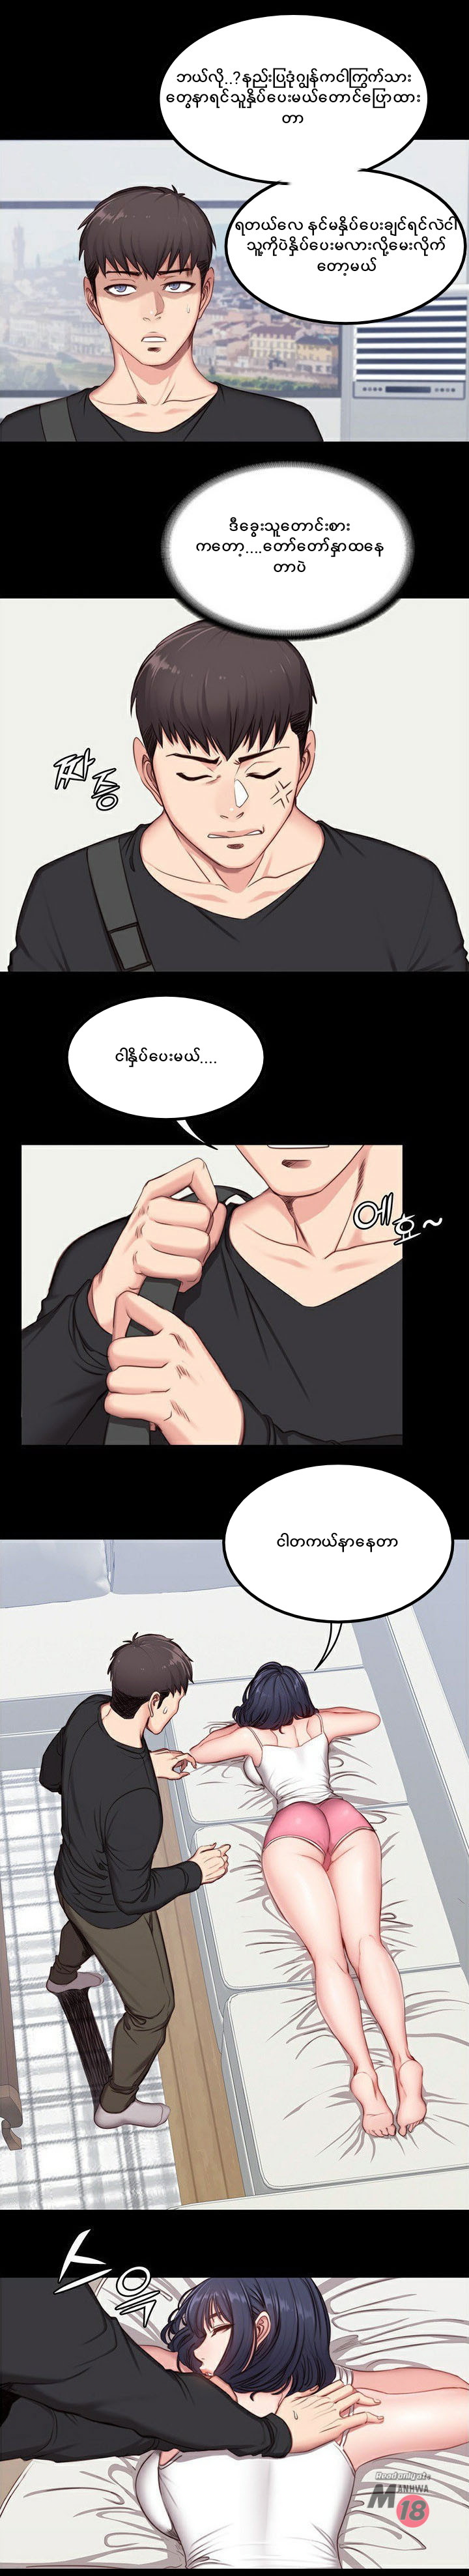 ဘယ်လို..?နည်းပြဒုံဂျွန်ကငါ့ကြွက်သား
တွေနာရင်သူနှိပ်ပေးမယ်တောင်ပြောထား
တာ
ရတယ်လေ နင်မနှိပ်ပေးချင်ရင်လဲငါ
သူ့ကိုပဲနှိပ်ပေးမလားလို့မေးလိုက်
တော့မယ်
ဒီခွေးသူတောင်းစား
ကတော့....တော်တော်နှာထနေ
တာပဲ
짜증
ငါနှိပ်ပေးမယ်....
에효~
ငါတကယ်နာနေတာ
스윽
Readonlygate
MANHWA
18